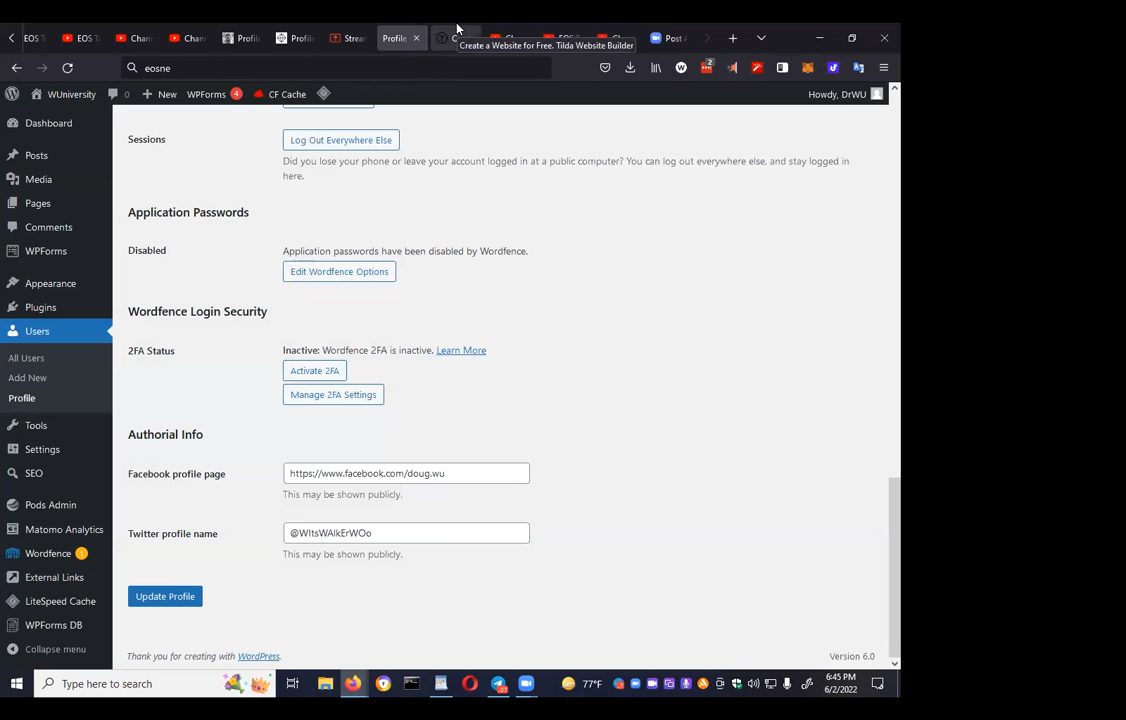 EOS T
EOS T
Chann
Chann
Profile
Profile
Strean
Profile
Post A
Create a Website for Free. Tilda Website Builder
eosne
WUniversity
0
New
WPForms 4
CF Cache
Howdy, DrWU
Dashboard
Posts
Media
Pages
Comments
WPForms
Appearance
Plugins
Users
All Users
Add New
Profile
Tools
Settings
SEO
Pods Admin
Matomo Analytics
Wordfence 1
External Links
LiteSpeed Cache
WPForms DB
Collapse menu
Sessions
Log Out Everywhere Else
Did you lose your phone or leave your account logged in at a public computer? You can log out everywhere else, and stay logged in
here.
Application Passwords
Disabled
Application passwords have been disabled by Wordfence.
Edit Wordfence Options
Wordfence Login Security
2FA Status
Inactive: Wordfence 2FA is inactive. Learn More
Activate 2FA
Manage 2FA Settings
Authorial Info
Facebook profile page
https://www.facebook.com/doug.wu
This may be shown publicly.
Twitter profile name
@WItsWAlkErWOo
This may be shown publicly.
Update Profile
Thank you for creating with WordPress.
Version 6.0
Type here to search
77°F
6:45 PM
6/2/2022